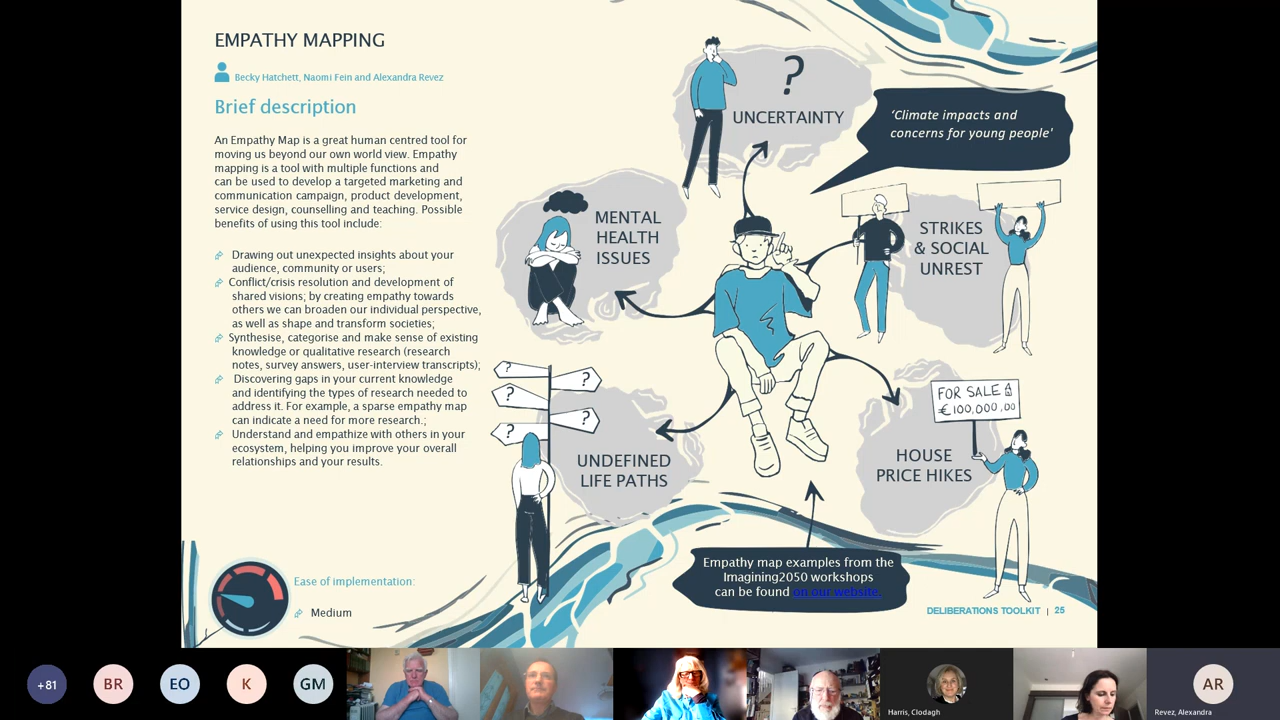 EMPATHY MAPPING
Becky Hatchett, Naomi Fein and Alexandra Revez
Brief description
An Empathy Map is a great human centred tool for
moving us beyond our own world view. Empathy
mapping is a tool with multiple functions and
can be used to develop a targeted marketing and
communication campaign, product development,
service design, counselling and teaching. Possible
benefits of using this tool include:
Drawing out unexpected insights about your
audience, community or users;
Conflict/crisis resolution and development of
shared visions; by creating empathy towards
others we can broaden our individual perspective,
as well as shape and transform societies;
Synthesise, categorise and make sense of existing
knowledge or qualitative research (research
notes, survey answers, user-interview transcripts);
Discovering gaps in your current knowledge
and identifying the types of research needed to
address it. For example, a sparse empathy map
can indicate a need for more research.;
Understand and empathize with others in your
ecosystem, helping you improve your overall
relationships and your results.
Ease of implementation:
Medium
?
UNCERTAINTY
‘Climate impacts and
concerns for young people'
MENTAL
HEALTH
ISSUES
STRIKES
& SOCIAL
UNREST
?
?
?
?
?
UNDEFINED
LIFE PATHS
FOR SALE
€100,000,00
HOUSE
PRICE HIKES
Empathy map examples from the
Imagining2050 workshops
can be found on our website.
DELIBERATIONS TOOLKIT | 25
+81
BR
EO
K
GM
Harris, Clodagh
AR
Revez, Alexandra